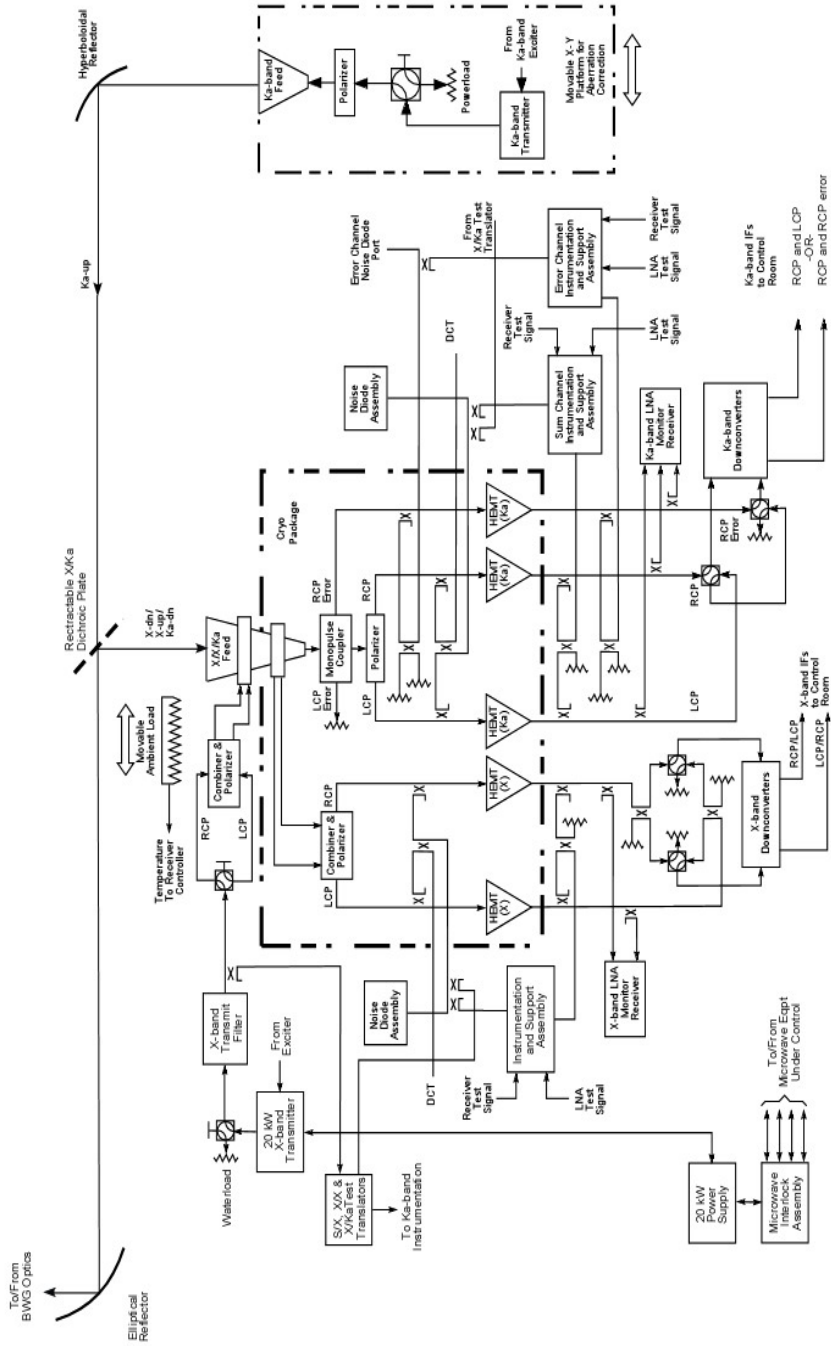 To/From
BWG Optics
Elliptical
Reflector
Ka-up
Hyperboloidal
Reflector
Rectractable X/Ka
Dichroic Plate
X-dn/
X-up/
Ka-dn
Movable
Ambient Load
Temperature
To Receiver
Controller
X/X/Ka
Feed
Combiner &
Polarizer
RCP
LCP
X-band
Transmit
Filter
Waterload
From
Exciter
20 kW
X-band
Transmitter
S/X, X/X &
X/KaTest
Translators
To Ka-band
Instrumentation
Ka-band
Feed
Polarizer
Powerload
Ka-band
Transmitter
From
Ka-band
Exciter
Movable X-Y
Platform for
Aberration
Correction
Cryo
Package
Monopulse
Coupler
LCP
Error
RCP Error
Polarizer
LCP
RCP
Combiner &
Polarizer
LCP
RCP
HEMT
(X)
HEMT
(X)
HEMT
(Ka)
HEMT
(Ka)
HEMT
(Ka)
Noise
Diode
Assembly
DCT
Receiver
Test
Signal
LNA
Test
Signal
Instrumentation
and Support
Assembly
Noise
Diode
Assembly
Error Channel
Noise Diode
Port
DCT
From
X/Ka Test
Translator
Receiver
Test
Signal
LNA
Test
Signal
Sum Channel
Instrumentation
and Support
Assembly
Error Channel
Instrumentation
and Support
Assembly
LNA
Test
Signal
Receiver
Test
Signal
X-band LNA
Monitor
Receiver
Ka-band LNA
Monitor
Receiver
LCP
RCP
RCP
Error
X-band
Downconverters
RCP/LCP
LCP/RCP
X-band IFs
to Control
Room
Ka-band
Downconverters
Ka-band IFs
to Control
Room
RCP and LCP
-OR-
RCP and RCP error
20 kW
Power
Supply
Microwave
Interlock
Assembly
To/From
Microwave Eqpt
Under Control